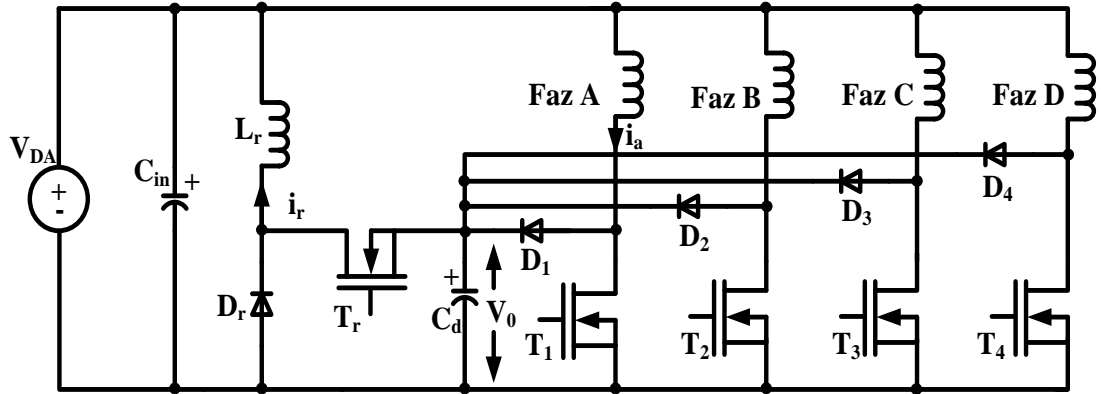 Faz A
Faz B
Faz C
Faz D
V_DA
+
-
C_in
+
L_r
i_r
i_a
D_4
D_3
D_2
D_1
D_r
T_r
+
C_d
V_0
T_1
T_2
T_3
T_4